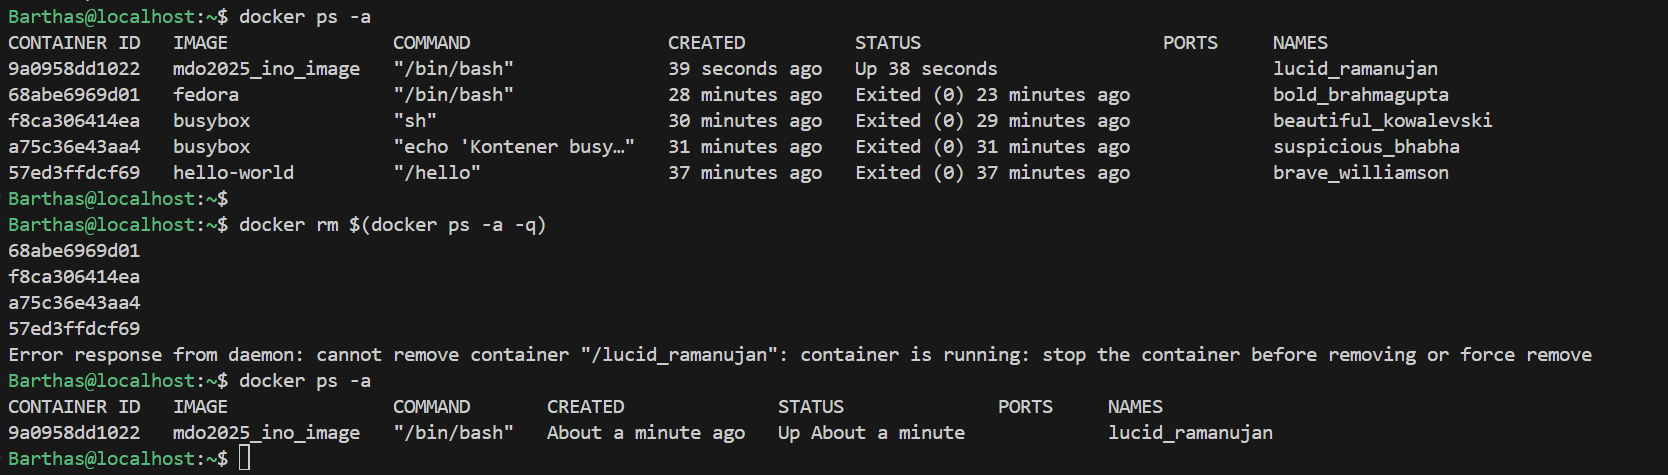 Barthas@localhost:~$ docker ps -a
CONTAINER ID   IMAGE               COMMAND                  CREATED          STATUS                      PORTS     NAMES
9a0958dd1022   mdo2025_ino_image   "/bin/bash"              39 seconds ago   Up 38 seconds                         lucid_ramanujan
68abe6969d01   fedora              "/bin/bash"              28 minutes ago   Exited (0) 23 minutes ago             bold_brahmagupta
f8ca306414ea   busybox             "sh"                     30 minutes ago   Exited (0) 29 minutes ago             beautiful_kowalevski
a75c36e43aa4   busybox             "echo 'Kontener busy…"   31 minutes ago   Exited (0) 31 minutes ago             suspicious_bhabha
57ed3ffdcf69   hello-world         "/hello"                 37 minutes ago   Exited (0) 37 minutes ago             brave_williamson
Barthas@localhost:~$
Barthas@localhost:~$ docker rm $(docker ps -a -q)
68abe6969d01
f8ca306414ea
a75c36e43aa4
57ed3ffdcf69
Error response from daemon: cannot remove container "/lucid_ramanujan": container is running: stop the container before removing or force remove
Barthas@localhost:~$ docker ps -a
CONTAINER ID   IMAGE               COMMAND       CREATED              STATUS              PORTS     NAMES
9a0958dd1022   mdo2025_ino_image   "/bin/bash"   About a minute ago   Up About a minute             lucid_ramanujan
Barthas@localhost:~$